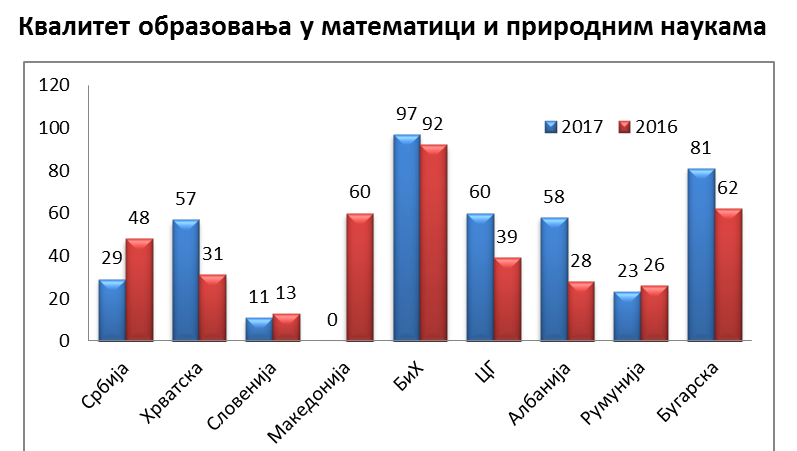 Квалитет образовања у математици и природним наукама
120
100
80
60
40
20
0
2017
2016
29
48
57
31
11
13
0
60
97
92
60
39
58
28
23
26
81
62
Србија
Хрватска
Словенија
Македонија
БиХ
ЦГ
Албанија
Румунија
Бугарска